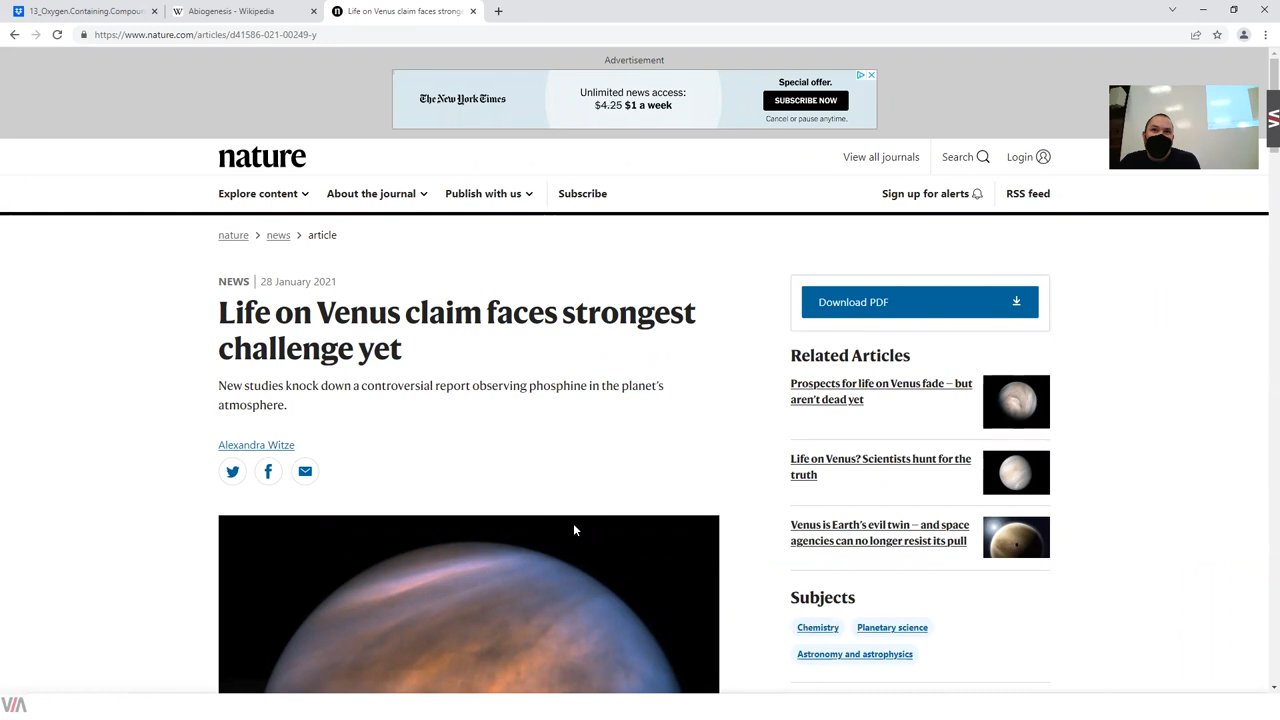 13_Oxygen.Containing.Compoun
Abiogenesis - Wikipedia
Life on Venus claim faces stronge
https://www.nature.com/articles/d41586-021-00249-y
Advertisement
The New York Times
Unlimited news access:
$4.25 $1 a week
Special offer.
SUBSCRIBE NOW
Cancel or pause anytime.
nature
View all journals
Search
Login
Explore content
About the journal
Publish with us
Subscribe
Sign up for alerts
RSS feed
nature > news > article
NEWS | 28 January 2021
Life on Venus claim faces strongest
challenge yet
New studies knock down a controversial report observing phosphine in the planet's
atmosphere.
Alexandra Witze
Download PDF
Related Articles
Prospects for life on Venus fade — but
aren't dead yet
Life on Venus? Scientists hunt for the
truth
Venus is Earth's evil twin — and space
agencies can no longer resist its pull
Subjects
Chemistry
Planetary science
Astronomy and astrophysics
VIA